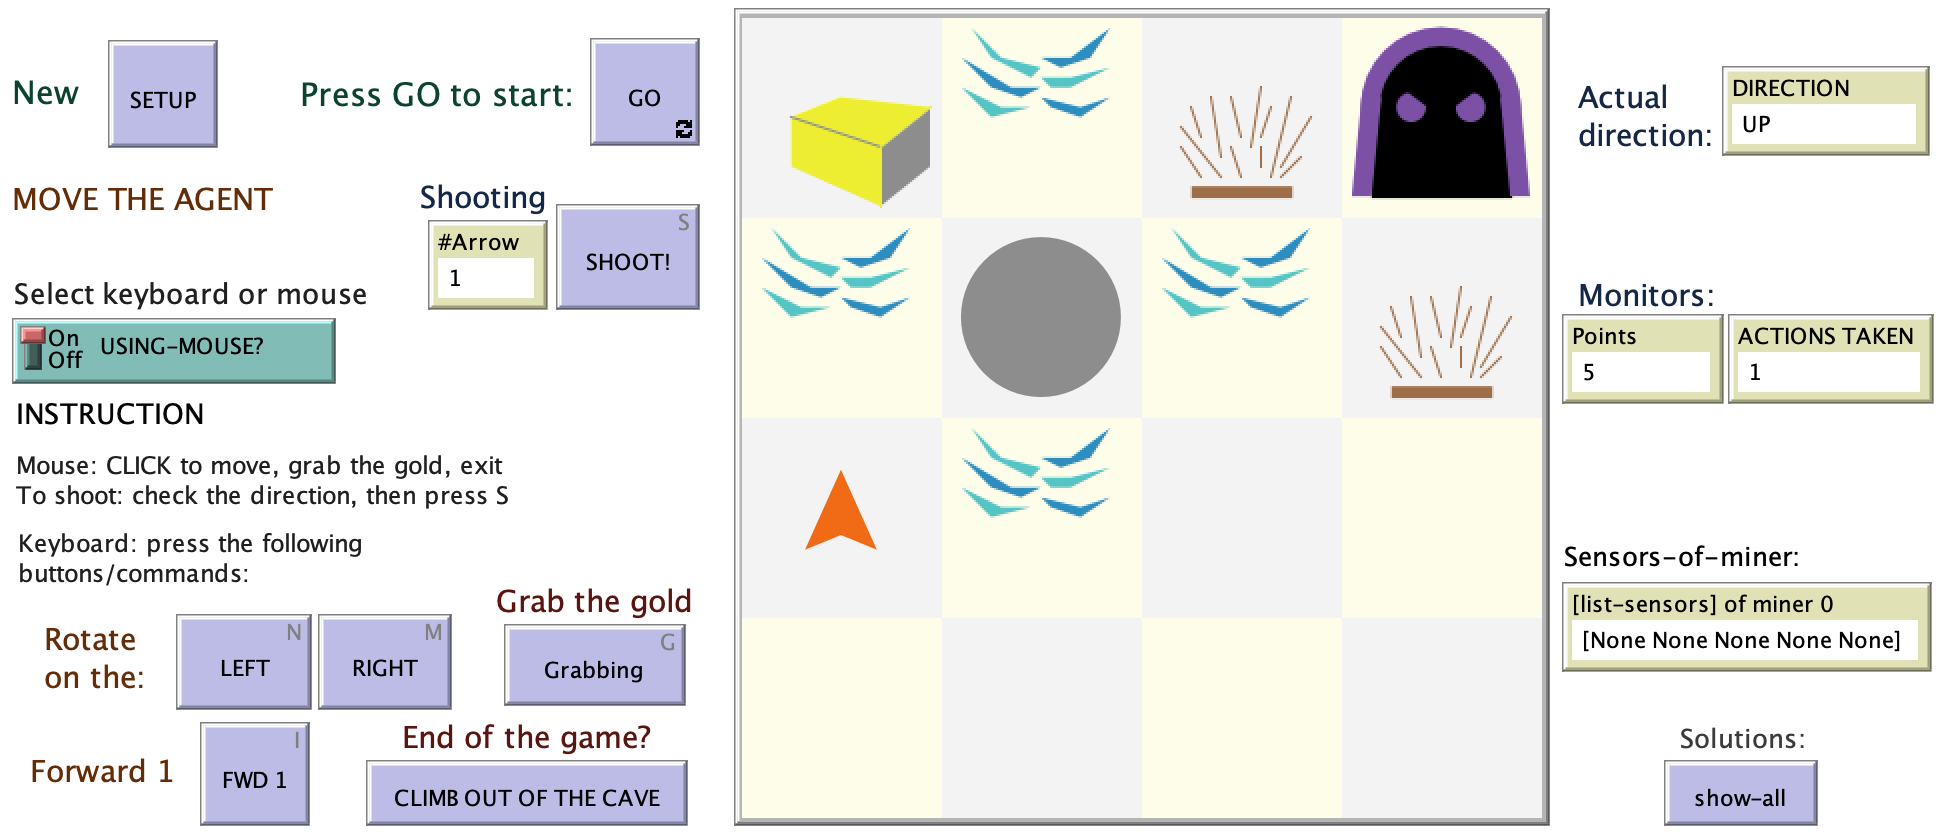 New
SETUP
Press GO to start:
GO
MOVE THE AGENT
Shooting
#Arrow
1
S
SHOOT!
Select keyboard or mouse
On
Off
USING-MOUSE?
INSTRUCTION
Mouse: CLICK to move, grab the gold, exit
To shoot: check the direction, then press S
Keyboard: press the following
buttons/commands:
Rotate
on the:
N
LEFT
M
RIGHT
Grab the gold
G
Grabbing
Forward 1
I
FWD 1
End of the game?
CLIMB OUT OF THE CAVE
Actual
direction:
DIRECTION
UP
Monitors:
Points
5
ACTIONS TAKEN
1
Sensors-of-miner:
[list-sensors] of miner 0
[None None None None None]
Solutions:
show-all